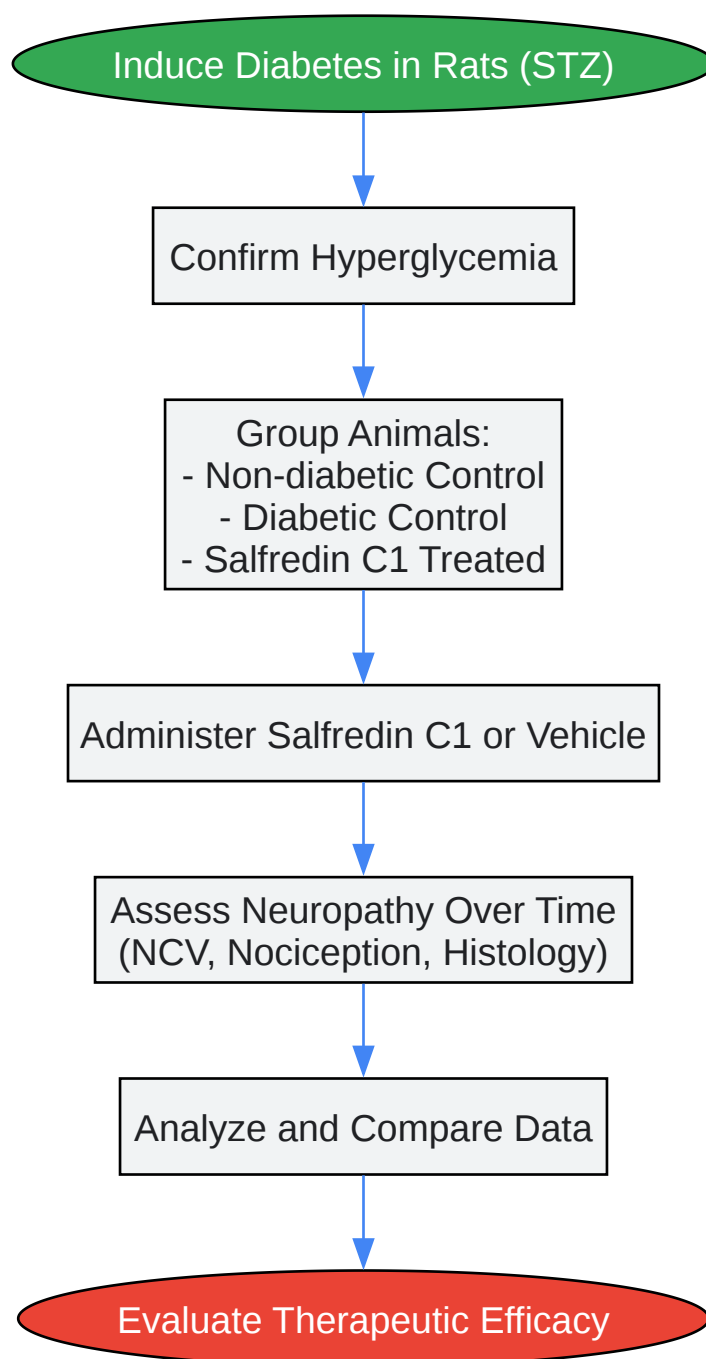 Induce Diabetes in Rats (STZ)
Confirm Hyperglycemia
Group Animals:
- Non-diabetic Control
- Diabetic Control
- Salfredin C1 Treated
Administer Salfredin C1 or Vehicle
Assess Neuropathy Over Time
(NCV, Nociception, Histology)
Analyze and Compare Data
Evaluate Therapeutic Efficacy